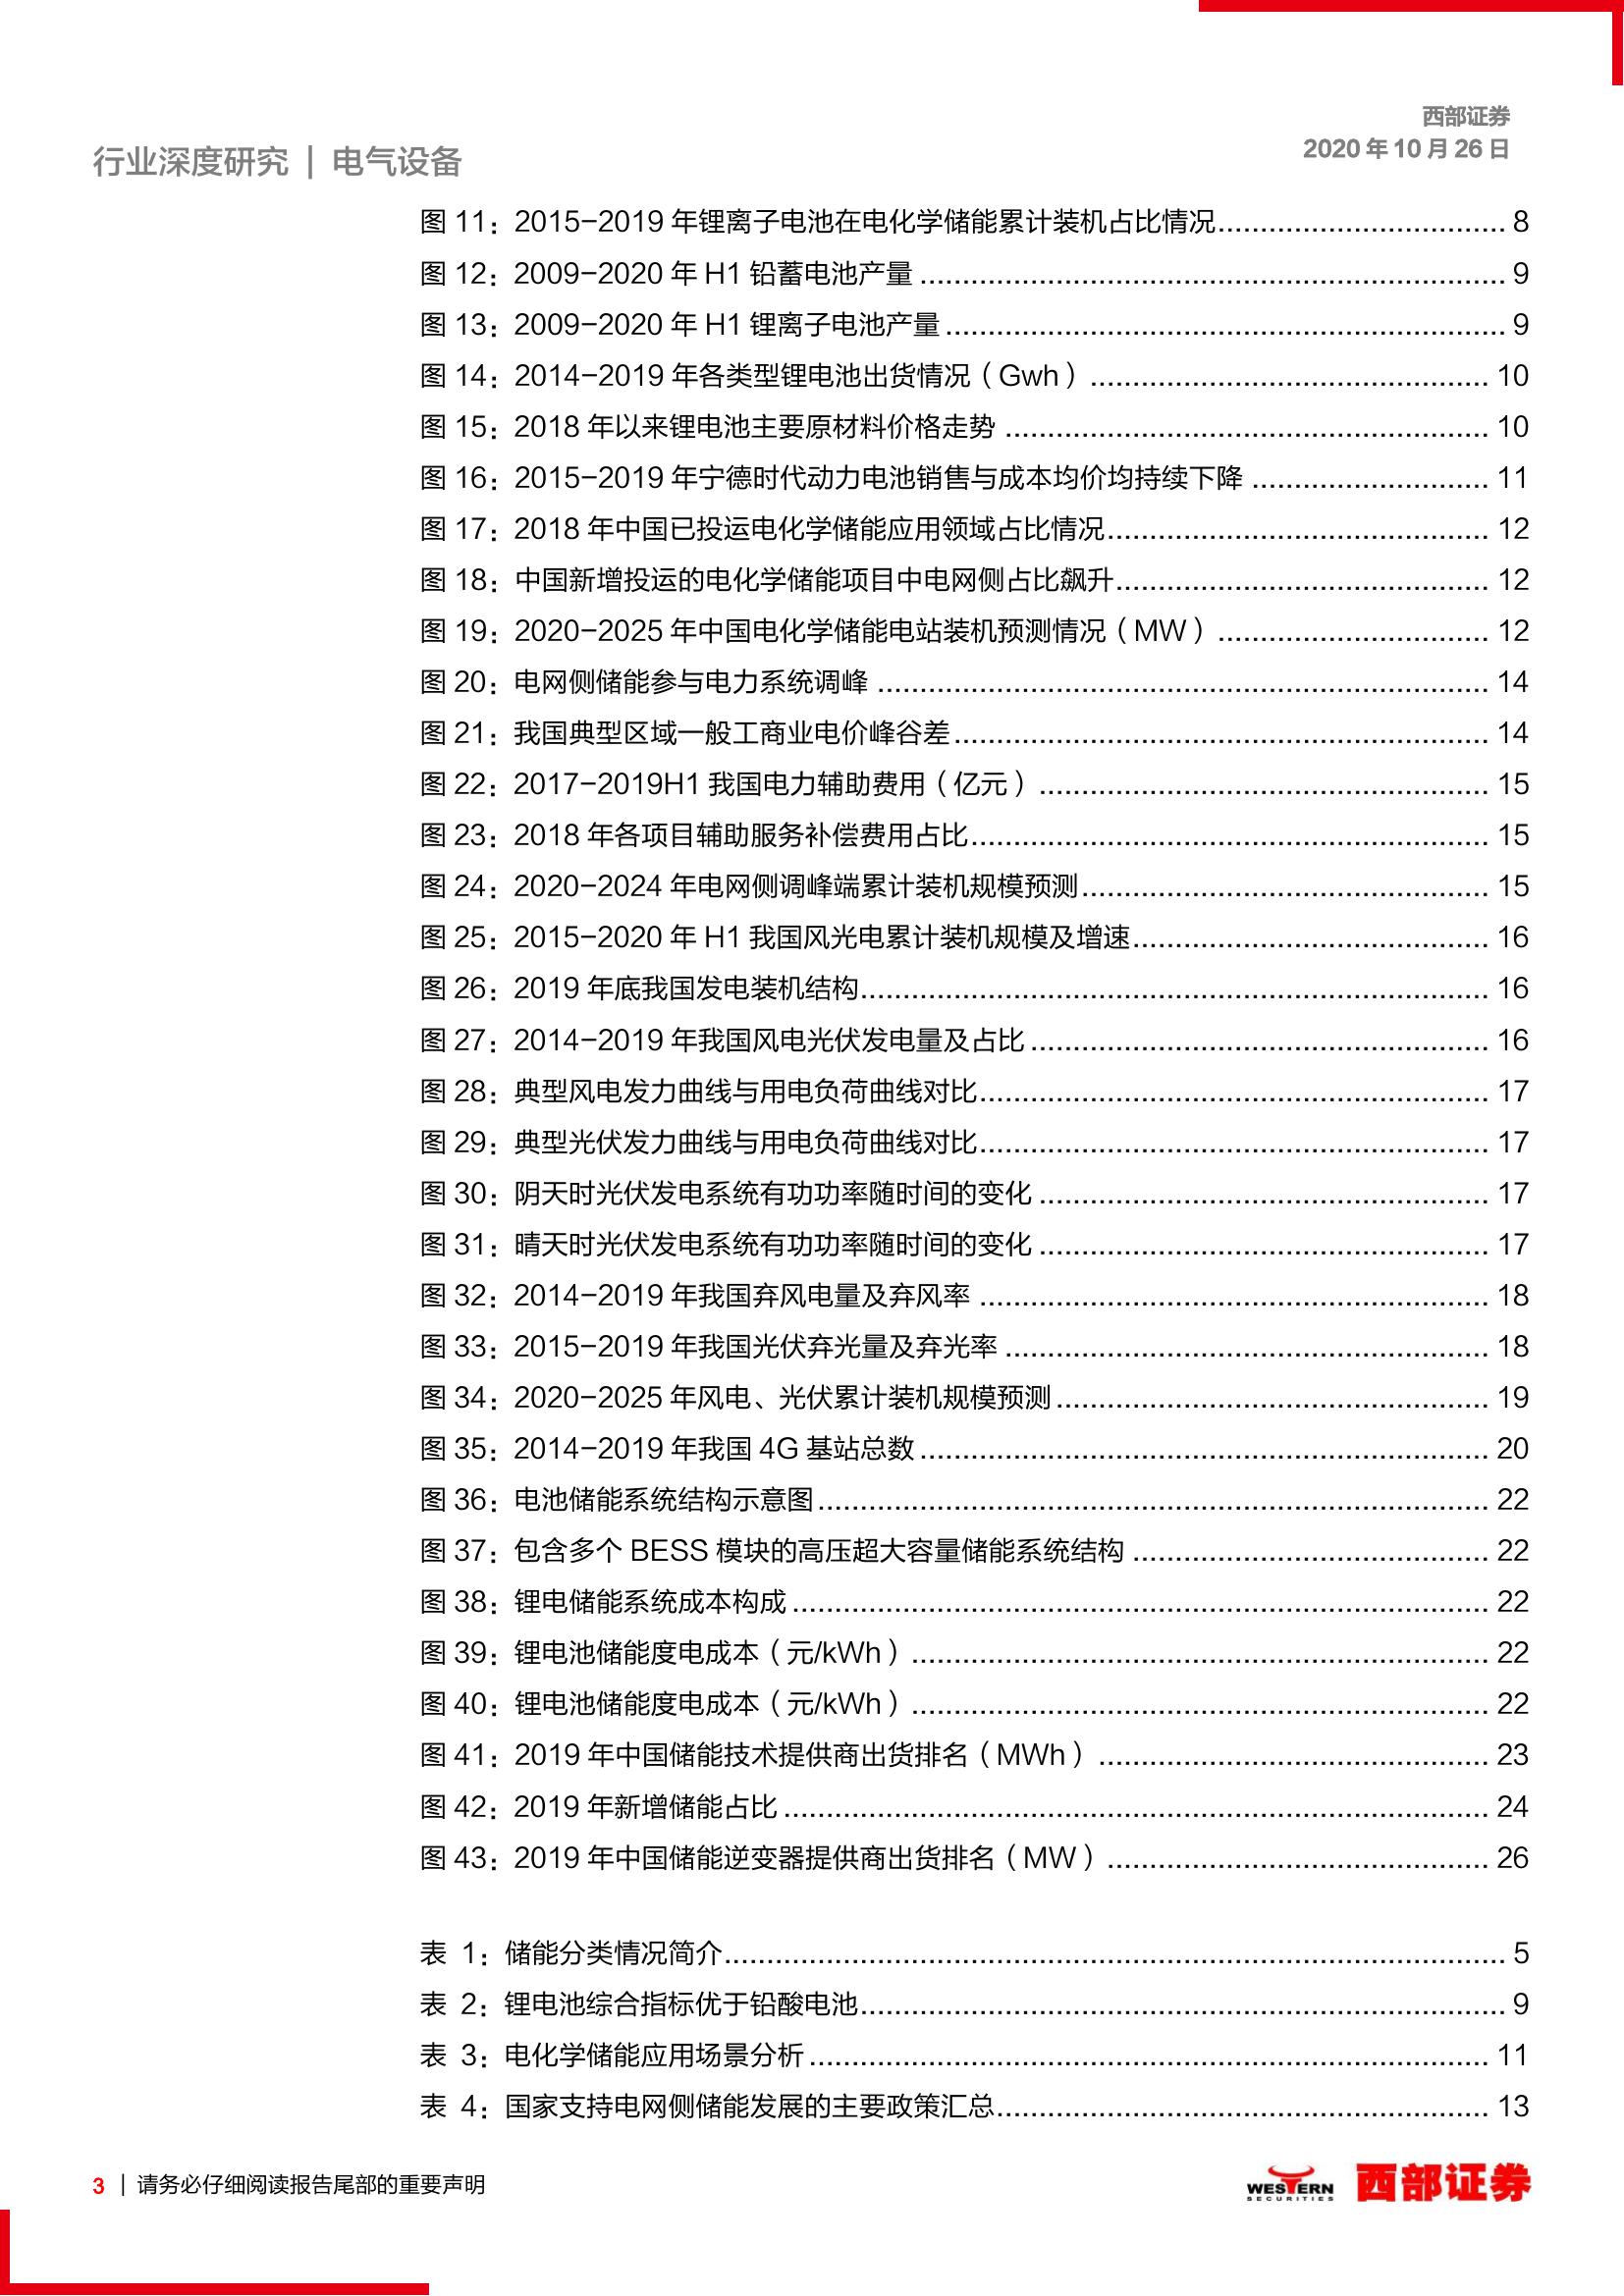 西部证券
2020 年 10 月 26 日
行业深度研究 | 电气设备
图 11：2015-2019 年锂离子电池在电化学储能累计装机占比情况.................................. 8
图 12：2009-2020 年 H1 铅蓄电池产量 ..................................................................... 9
图 13：2009-2020 年 H1 锂离子电池产量 .................................................................. 9
图 14：2014-2019 年各类型锂电池出货情况（Gwh） ............................................... 10
图 15：2018 年以来锂电池主要原材料价格走势 ......................................................... 10
图 16：2015-2019 年宁德时代动力电池销售与成本均价均持续下降 ............................ 11
图 17：2018 年中国已投运电化学储能应用领域占比情况............................................. 12
图 18：中国新增投运的电化学储能项目中电网侧占比飙升............................................ 12
图 19：2020-2025 年中国电化学储能电站装机预测情况（MW） ................................ 12
图 20：电网侧储能参与电力系统调峰 ........................................................................ 14
图 21：我国典型区域一般工商业电价峰谷差............................................................... 14
图 22：2017-2019H1 我国电力辅助费用（亿元）..................................................... 15
图 23：2018 年各项目辅助服务补偿费用占比............................................................. 15
图 24：2020-2024 年电网侧调峰端累计装机规模预测................................................ 15
图 25：2015-2020 年 H1 我国风光电累计装机规模及增速.......................................... 16
图 26：2019 年底我国发电装机结构.......................................................................... 16
图 27：2014-2019 年我国风电光伏发电量及占比 ...................................................... 16
图 28：典型风电发力曲线与用电负荷曲线对比............................................................ 17
图 29：典型光伏发力曲线与用电负荷曲线对比............................................................ 17
图 30：阴天时光伏发电系统有功功率随时间的变化 ..................................................... 17
图 31：晴天时光伏发电系统有功功率随时间的变化 ..................................................... 17
图 32：2014-2019 年我国弃风电量及弃风率 ............................................................ 18
图 33：2015-2019 年我国光伏弃光量及弃光率 ......................................................... 18
图 34：2020-2025 年风电、光伏累计装机规模预测................................................... 19
图 35：2014-2019 年我国 4G 基站总数 ................................................................... 20
图 36：电池储能系统结构示意图............................................................................... 22
图 37：包含多个 BESS 模块的高压超大容量储能系统结构 .......................................... 22
图 38：锂电储能系统成本构成 .................................................................................. 22
图 39：锂电池储能度电成本（元/kWh） .................................................................... 22
图 40：锂电池储能度电成本（元/kWh） .................................................................... 22
图 41：2019 年中国储能技术提供商出货排名（MWh） .............................................. 23
图 42：2019 年新增储能占比 ................................................................................... 24
图 43：2019 年中国储能逆变器提供商出货排名（MW） ............................................. 26
表 1：储能分类情况简介............................................................................................ 5
表 2：锂电池综合指标优于铅酸电池............................................................................ 9
表 3：电化学储能应用场景分析 ................................................................................ 11
表 4：国家支持电网侧储能发展的主要政策汇总.......................................................... 13
3 | 请务必仔细阅读报告尾部的重要声明
WESTERN
SECURITIES
西部证券